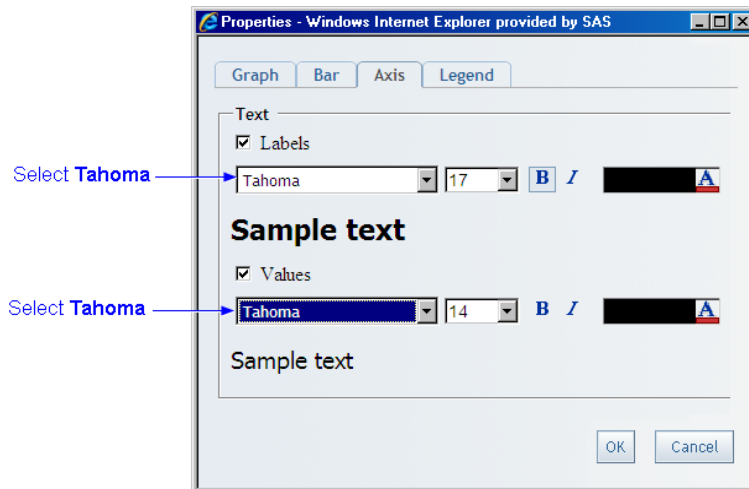 Properties - Windows Internet Explorer provided by SAS
Graph Bar Axis Legend
Text
Labels
Select Tahoma
Tahoma 17 B I A
Sample text
Values
Select Tahoma
Tahoma 14 B I A
Sample text
OK Cancel